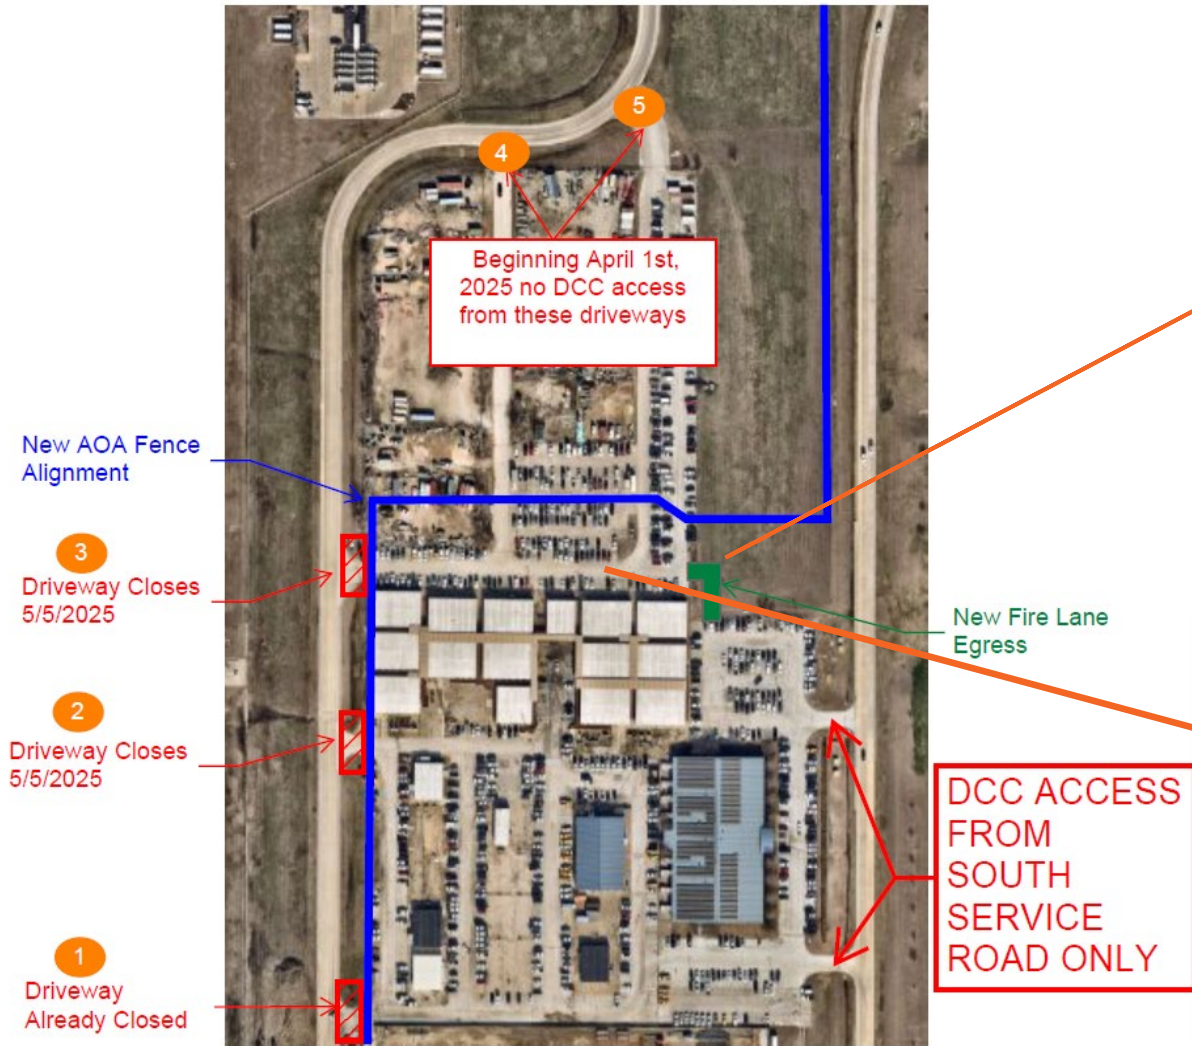 5
4
Beginning April 1st,
2025 no DCC access
from these driveways
New AOA Fence
Alignment
3
Driveway Closes
5/5/2025
New Fire Lane
Egress
2
Driveway Closes
5/5/2025
DCC ACCESS
FROM
SOUTH
SERVICE
ROAD ONLY
1
Driveway
Already Closed